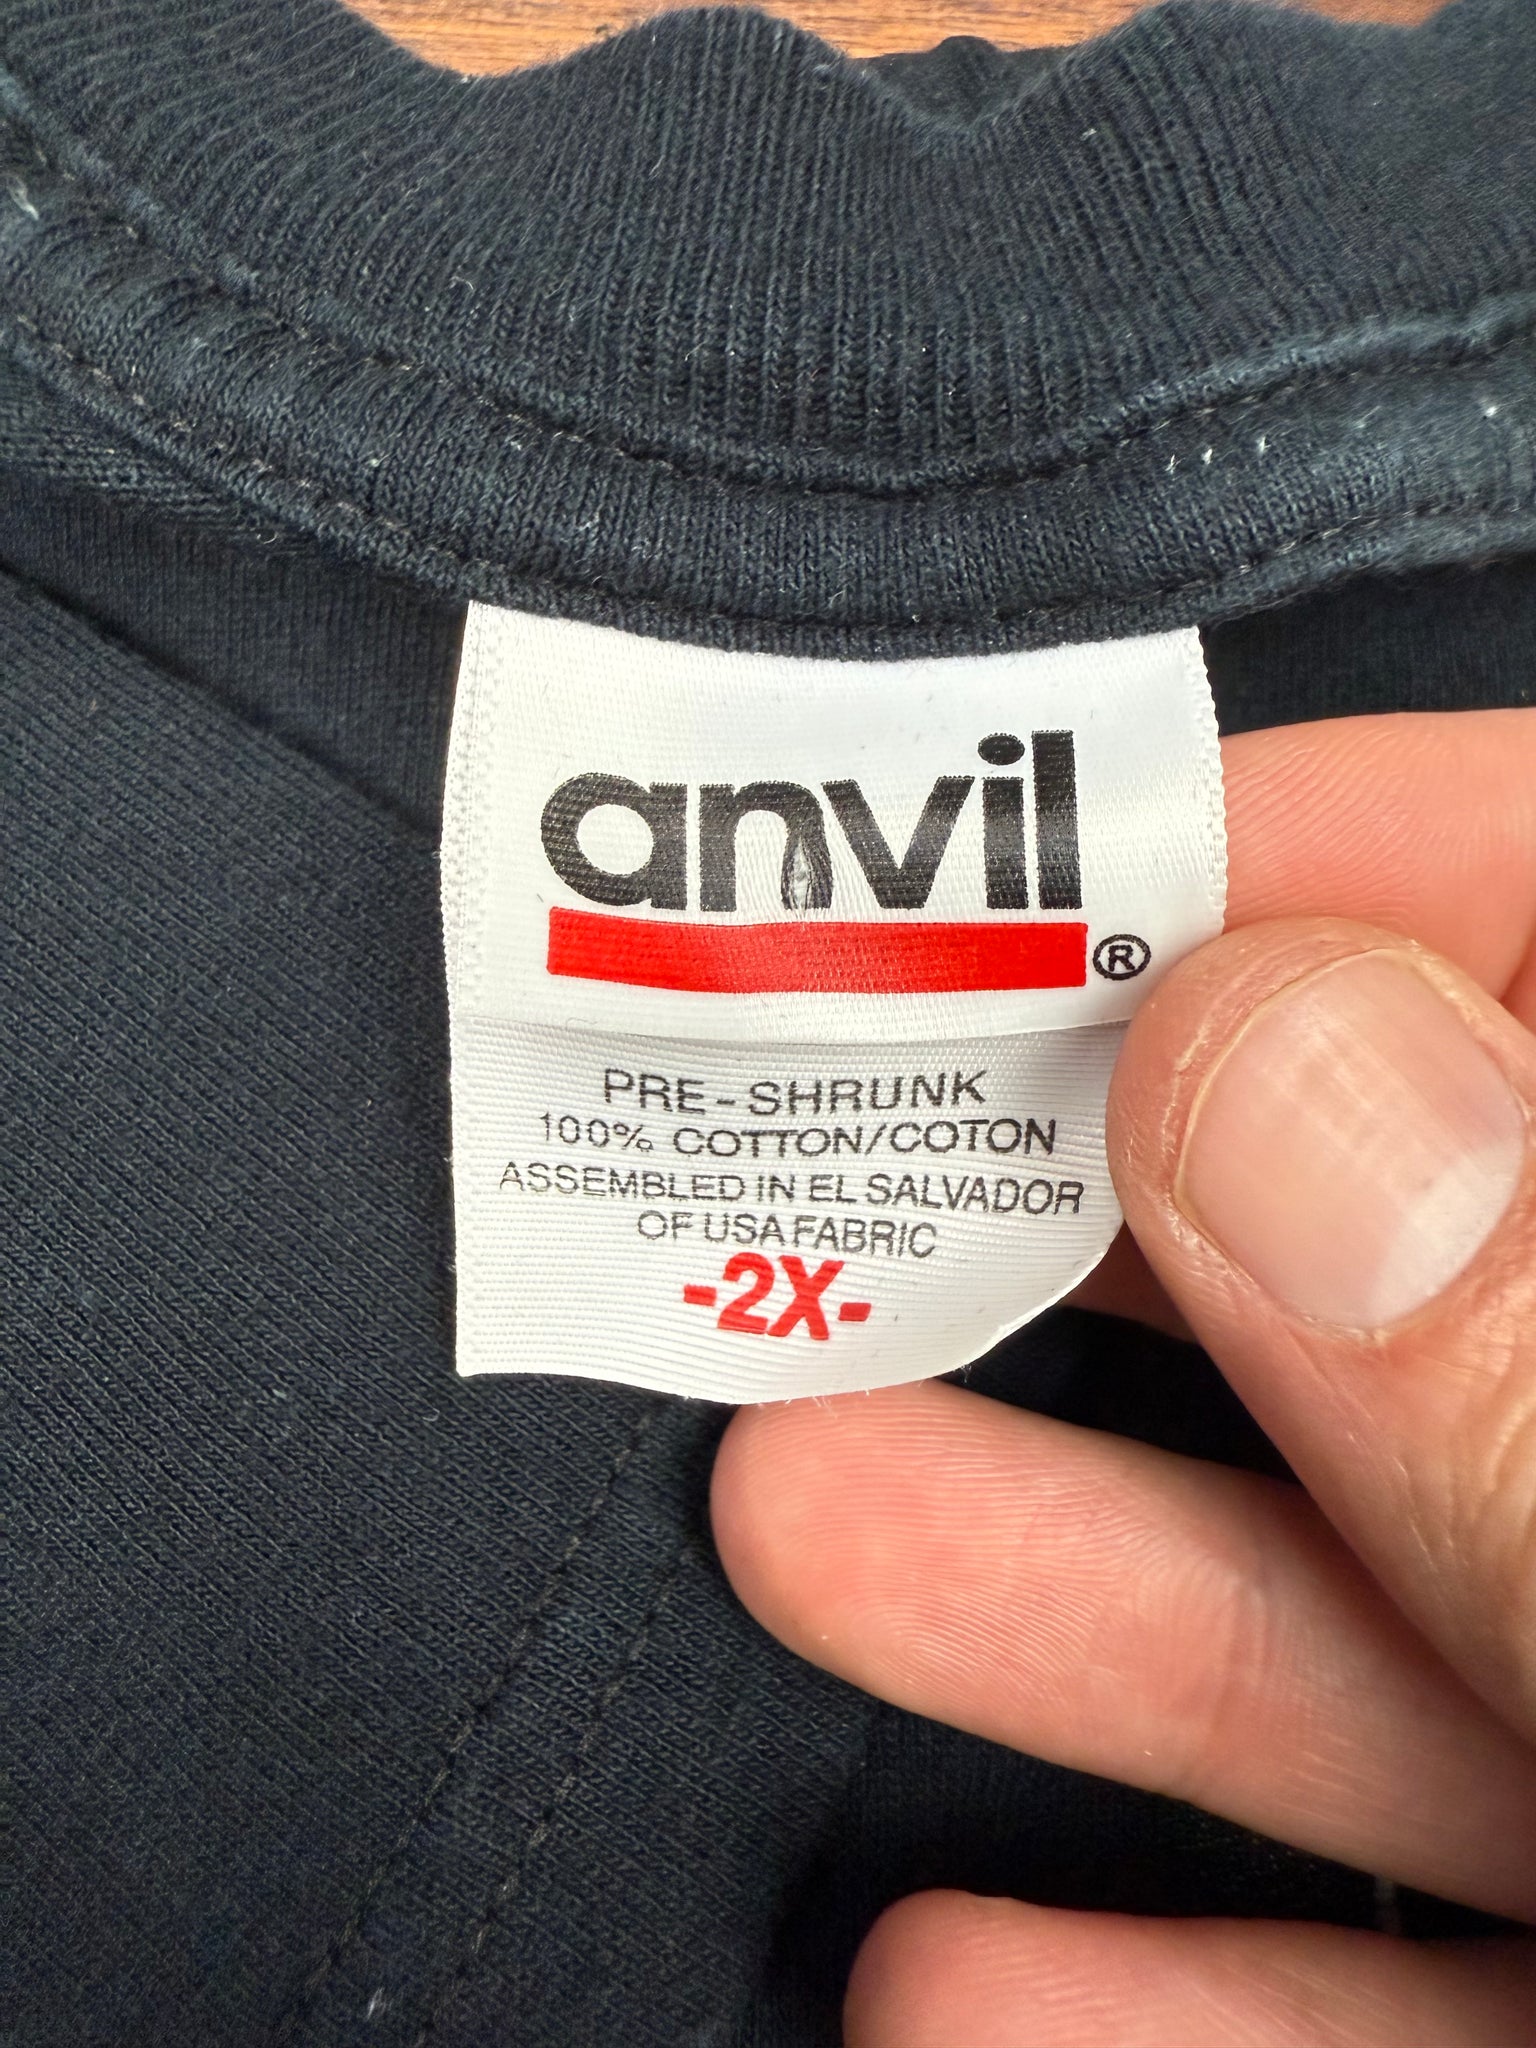 anvil
®
PRE-SHRUNK
100% COTTON/COTON
ASSEMBLED IN EL SALVADOR
OF USA FABRIC
-2X-